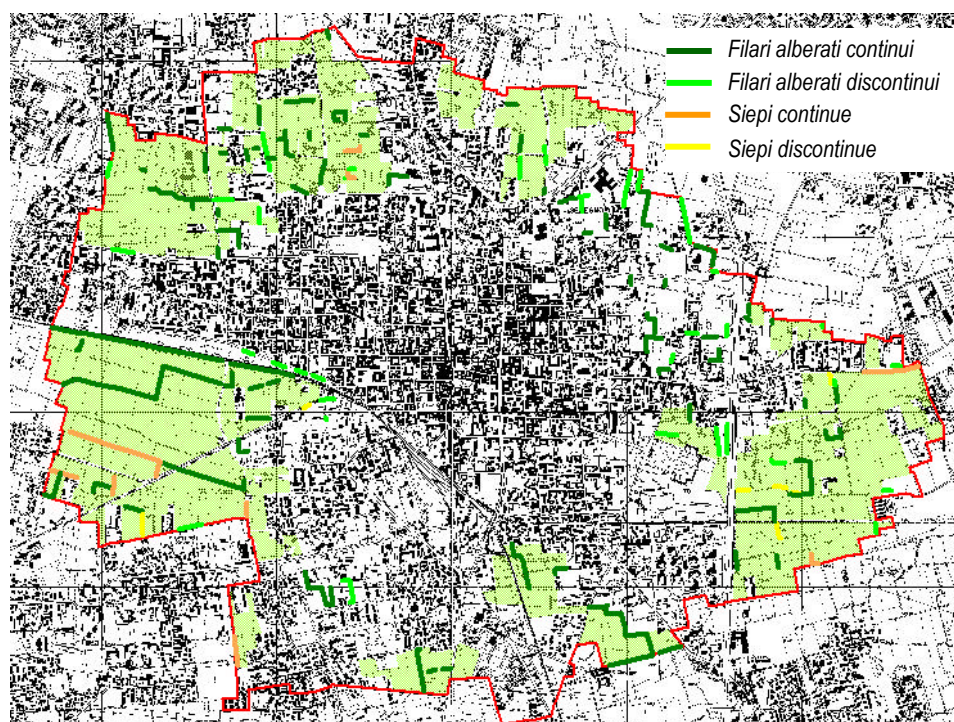 Filari alberati continui
Filari alberati discontinui
Siepi continue
Siepi discontinue